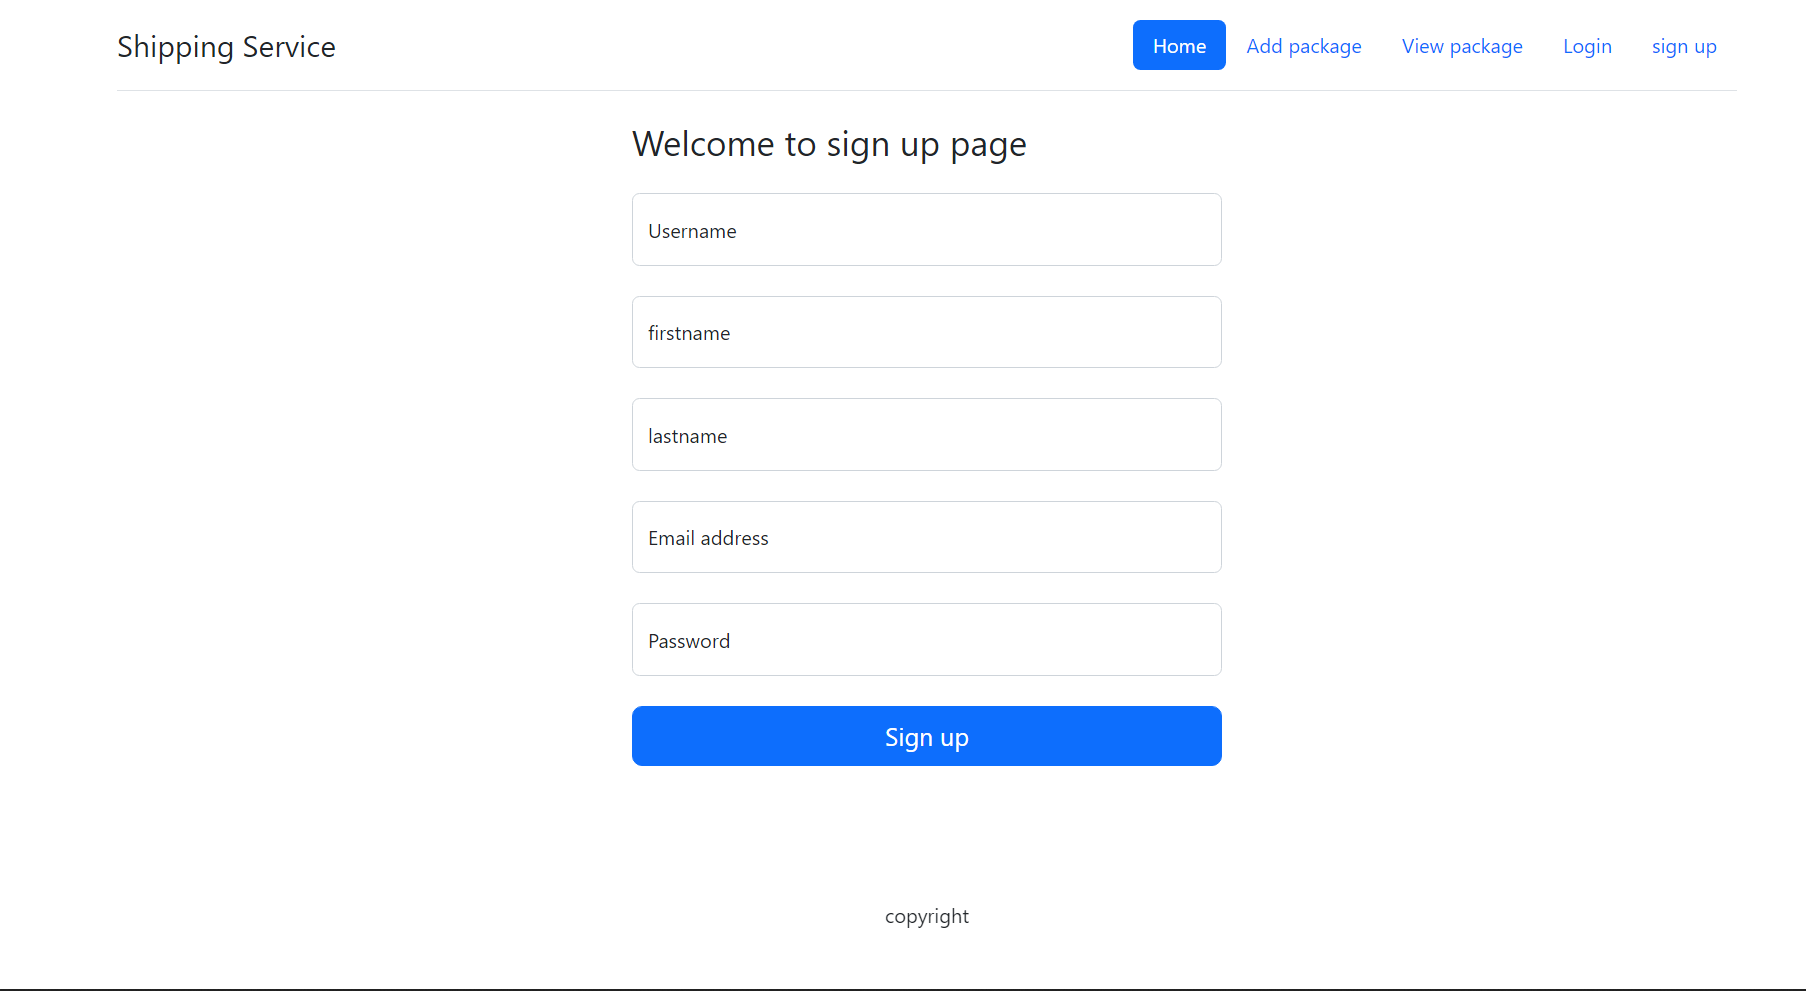 Shipping Service
Home Add package View package Login sign up
Welcome to sign up page
Username
firstname
lastname
Email address
Password
Sign up
copyright